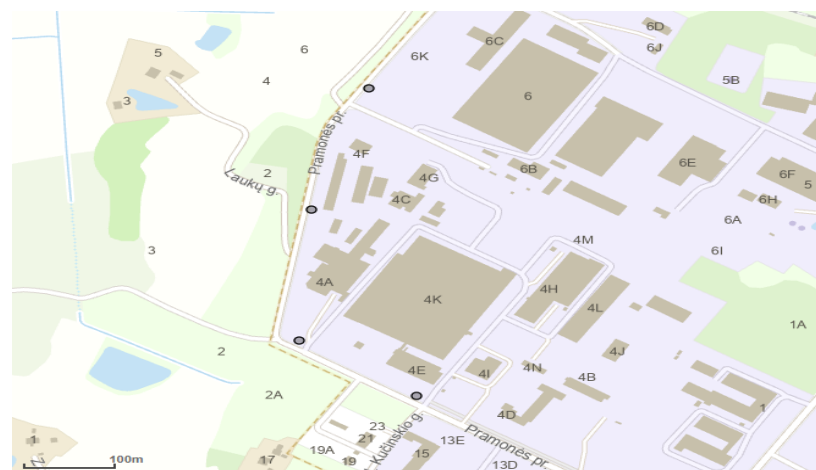 6D
6C
6J
6
5
6K
5B
4
3
6
Pramonės pr.
4F
6B
6E
6F
5
2
4G
Laukų g.
4C
6H
6A
3
4M
6I
4A
4H
4K
4L
1A
2
4J
4E
4I
4N
4B
2A
1
4D
23
Kučinskio g.
1
21
13E
Pramonės pr.
19A
15
17
19
13D
100m